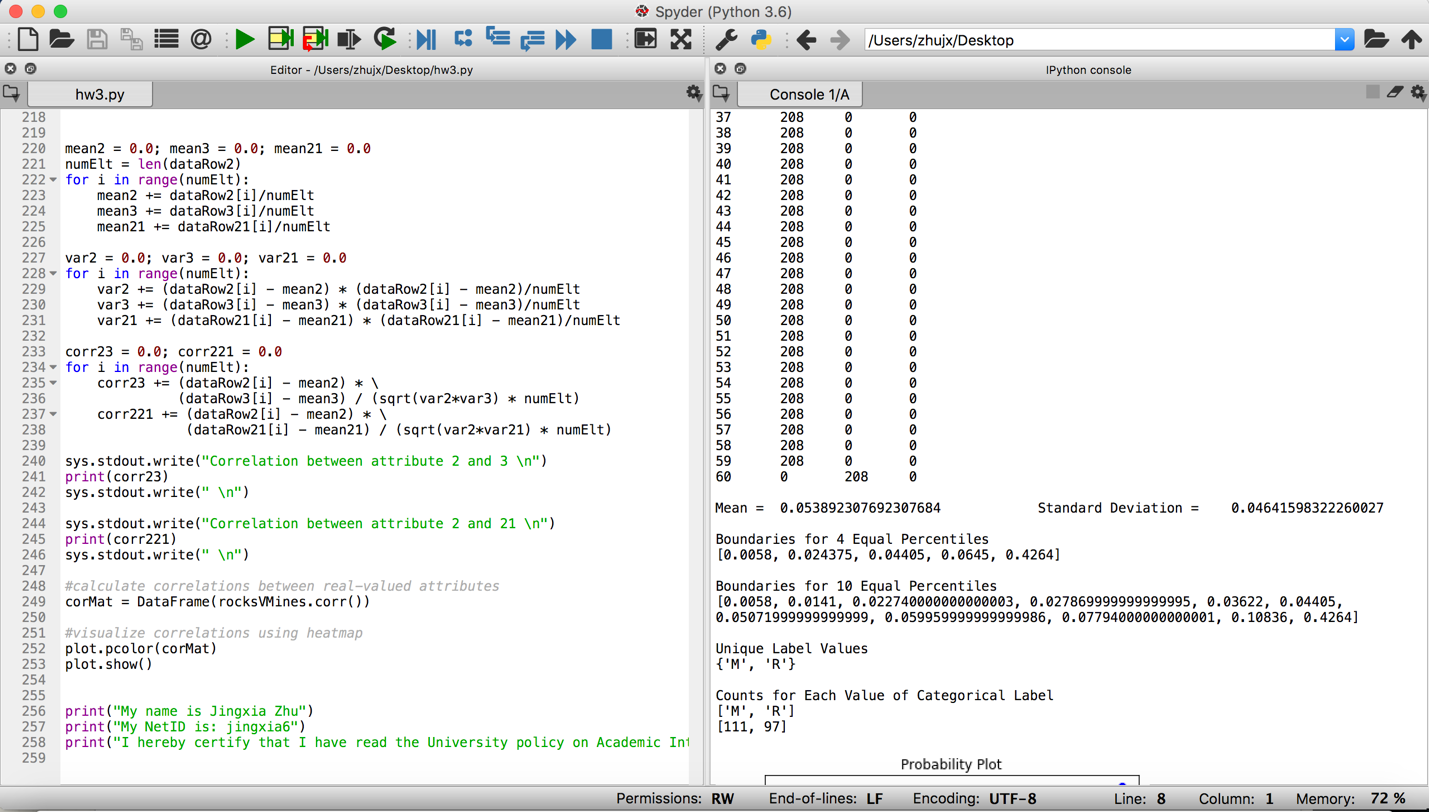 Spyder (Python 3.6)
/Users/zhujx/Desktop
Editor - /Users/zhujx/Desktop/hw3.py
hw3.py
218
219
220 mean2 = 0.0; mean3 = 0.0; mean21 = 0.0
221 numElt = len(dataRow2)
222 for i in range(numElt):
223 mean2 += dataRow2[i]/numElt
224 mean3 += dataRow3[i]/numElt
225 mean21 += dataRow21[i]/numElt
226
227 var2 = 0.0; var3 = 0.0; var21 = 0.0
228 for i in range(numElt):
229 var2 += (dataRow2[i] - mean2) * (dataRow2[i] - mean2)/numElt
230 var3 += (dataRow3[i] - mean3) * (dataRow3[i] - mean3)/numElt
231 var21 += (dataRow21[i] - mean21) * (dataRow21[i] - mean21)/numElt
232
233 corr23 = 0.0; corr221 = 0.0
234 for i in range(numElt):
235 corr23 += (dataRow2[i] - mean2) * \
236 (dataRow3[i] - mean3) / (sqrt(var2*var3) * numElt)
237 corr221 += (dataRow2[i] - mean2) * \
238 (dataRow21[i] - mean21) / (sqrt(var2*var21) * numElt)
239
240 sys.stdout.write("Correlation between attribute 2 and 3 \n")
241 print(corr23)
242 sys.stdout.write(" \n")
243
244 sys.stdout.write("Correlation between attribute 2 and 21 \n")
245 print(corr221)
246 sys.stdout.write(" \n")
247
248 #calculate correlations between real-valued attributes
249 corMat = DataFrame(rocksVMines.corr())
250
251 #visualize correlations using heatmap
252 plot.pcolor(corMat)
253 plot.show()
254
255
256 print("My name is Jingxia Zhu")
257 print("My NetID is: jingxia6")
258 print("I hereby certify that I have read the University policy on Academic Int
259
IPython console
Console 1/A
37 208 0 0
38 208 0 0
39 208 0 0
40 208 0 0
41 208 0 0
42 208 0 0
43 208 0 0
44 208 0 0
45 208 0 0
46 208 0 0
47 208 0 0
48 208 0 0
49 208 0 0
50 208 0 0
51 208 0 0
52 208 0 0
53 208 0 0
54 208 0 0
55 208 0 0
56 208 0 0
57 208 0 0
58 208 0 0
59 208 0 0
60 0 208 0
Mean = 0.053892307692307684 Standard Deviation = 0.04641598322260027
Boundaries for 4 Equal Percentiles
[0.0058, 0.024375, 0.04405, 0.0645, 0.4264]
Boundaries for 10 Equal Percentiles
[0.0058, 0.0141, 0.022740000000000003, 0.027869999999999995, 0.03622, 0.04405,
0.05071999999999999, 0.059959999999999986, 0.07794000000000001, 0.10836, 0.4264]
Unique Label Values
{'M', 'R'}
Counts for Each Value of Categorical Label
['M', 'R']
[111, 97]
Probability Plot
Permissions: RW End-of-lines: LF Encoding: UTF-8 Line: 8 Column: 1 Memory: 72 %